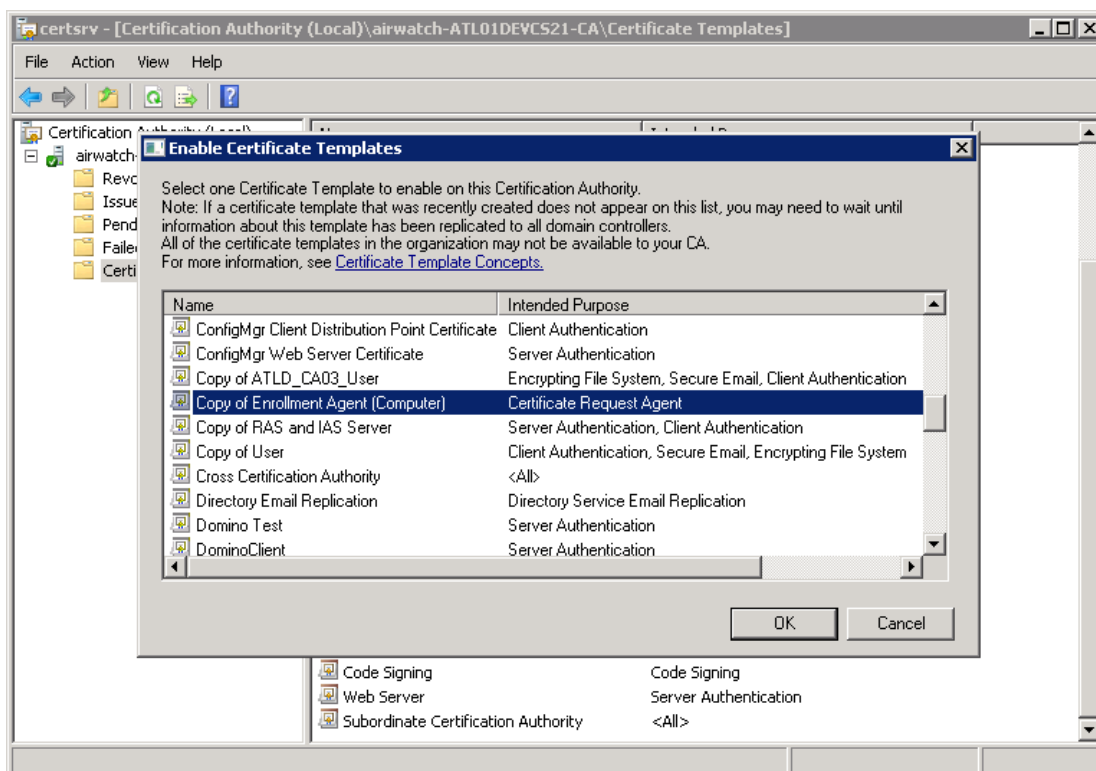 certsrv - [Certification Authority (Local)\airwatch-ATL01DEVCS21-CA\Certificate Templates]
File Action View Help
Certification Authority (Local)
airwatch-
Revo
Issue
Pend
Faile
Certi
Enable Certificate Templates
Select one Certificate Template to enable on this Certification Authority.
Note: If a certificate template that was recently created does not appear on this list, you may need to wait until
information about this template has been replicated to all domain controllers.
All of the certificate templates in the organization may not be available to your CA.
For more information, see Certificate Template Concepts.
Name Intended Purpose
ConfigMgr Client Distribution Point Certificate Client Authentication
ConfigMgr Web Server Certificate Server Authentication
Copy of ATLD_CA03_User Encrypting File System, Secure Email, Client Authentication
Copy of Enrollment Agent (Computer) Certificate Request Agent
Copy of RAS and IAS Server Server Authentication, Client Authentication
Copy of User Client Authentication, Secure Email, Encrypting File System
Cross Certification Authority <All>
Directory Email Replication Directory Service Email Replication
Domino Test Server Authentication
DominoClient Server Authentication
OK Cancel
Code Signing Code Signing
Web Server Server Authentication
Subordinate Certification Authority <All>